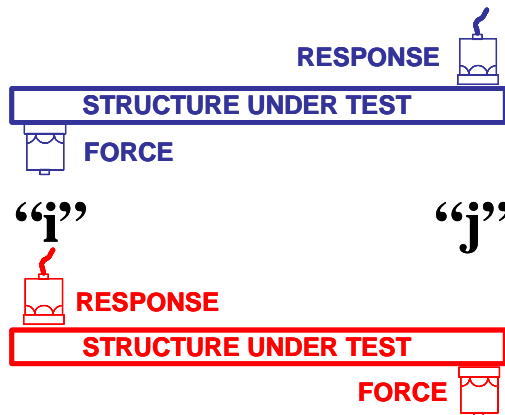 RESPONSE
STRUCTURE UNDER TEST
FORCE
“i” “j”
RESPONSE
STRUCTURE UNDER TEST
FORCE